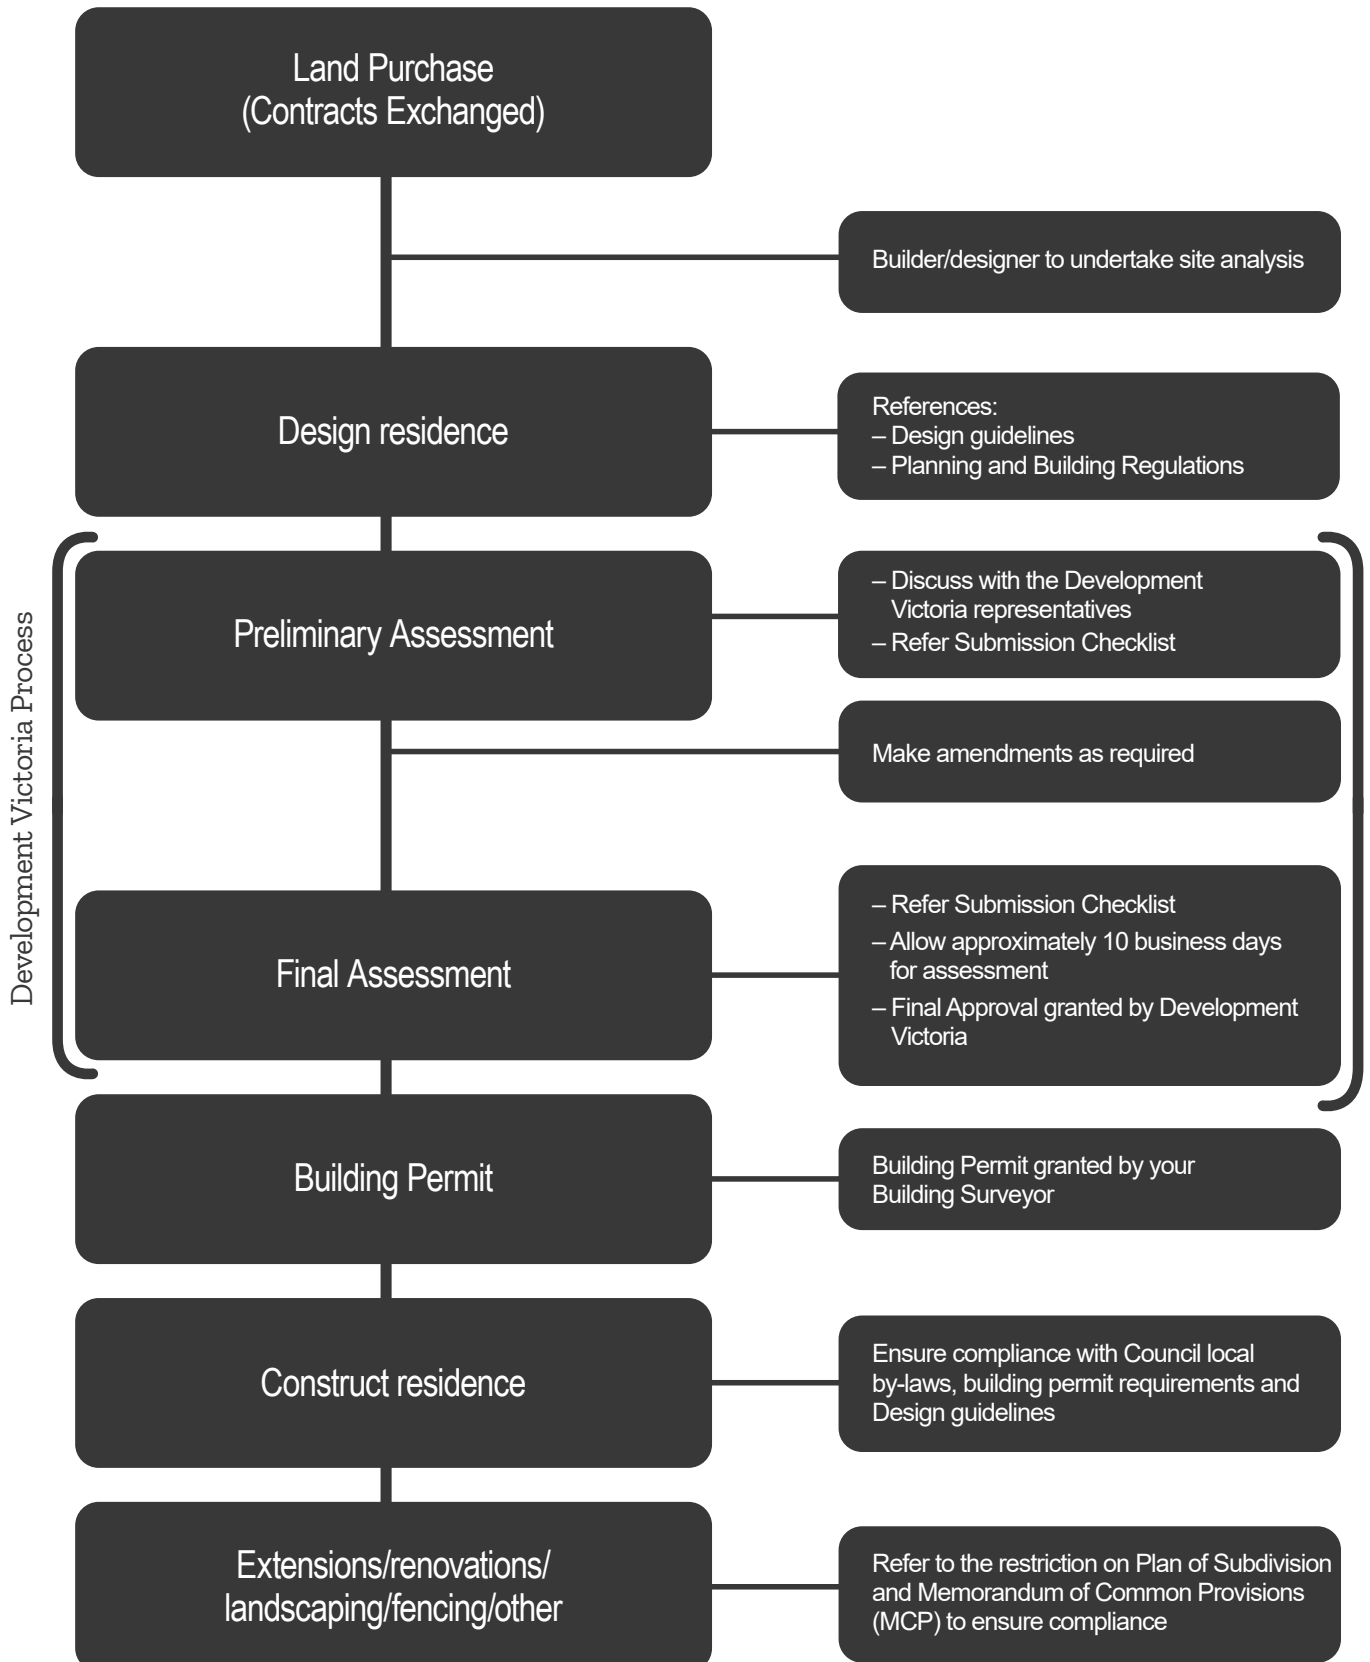 Land Purchase
(Contracts Exchanged)
Builder/designer to undertake site analysis
Design residence
References:
– Design guidelines
– Planning and Building Regulations
Development Victoria Process
Preliminary Assessment
– Discuss with the Development
Victoria representatives
– Refer Submission Checklist
Make amendments as required
Final Assessment
– Refer Submission Checklist
– Allow approximately 10 business days
for assessment
– Final Approval granted by Development
Victoria
Building Permit
Building Permit granted by your
Building Surveyor
Construct residence
Ensure compliance with Council local
by-laws, building permit requirements and
Design guidelines
Extensions/renovations/
landscaping/fencing/other
Refer to the restriction on Plan of Subdivision
and Memorandum of Common Provisions
(MCP) to ensure compliance